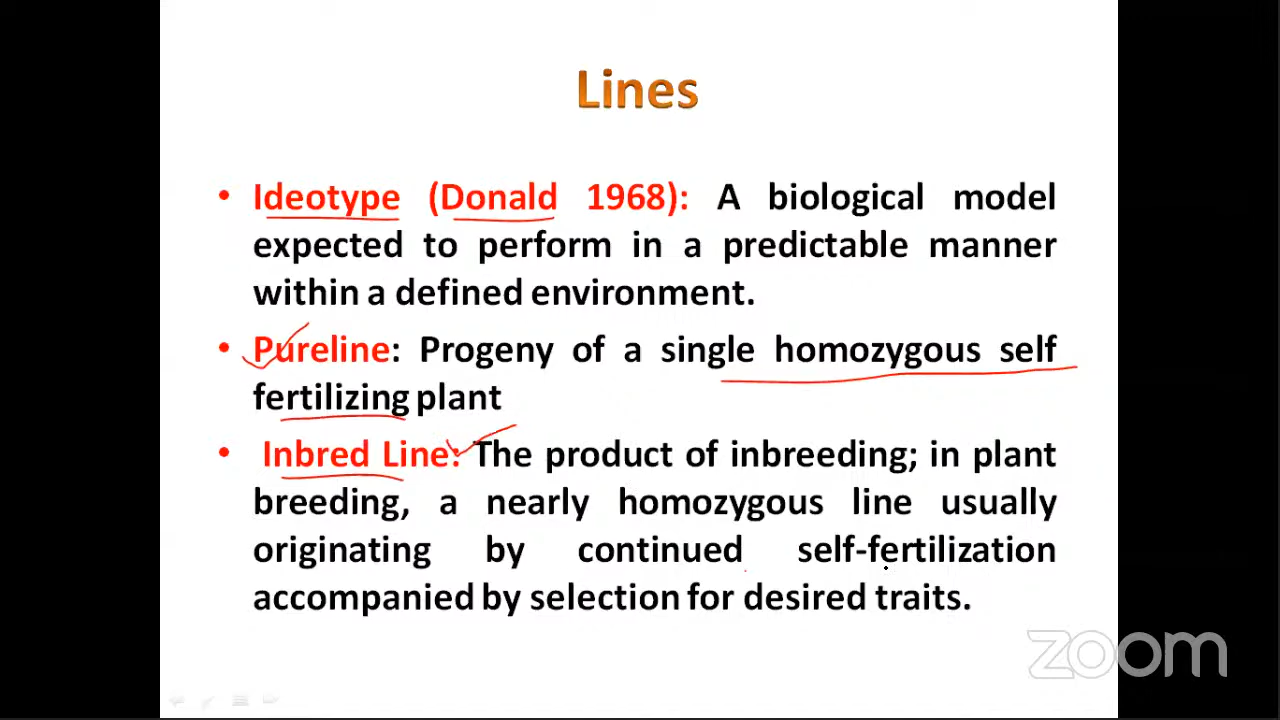 Lines
• Ideotype (Donald 1968): A biological model
expected to perform in a predictable manner
within a defined environment.
• Pureline: Progeny of a single homozygous self
fertilizing plant
• Inbred Line: The product of inbreeding; in plant
breeding, a nearly homozygous line usually
originating by continued self-fertilization
accompanied by selection for desired traits.
zoom